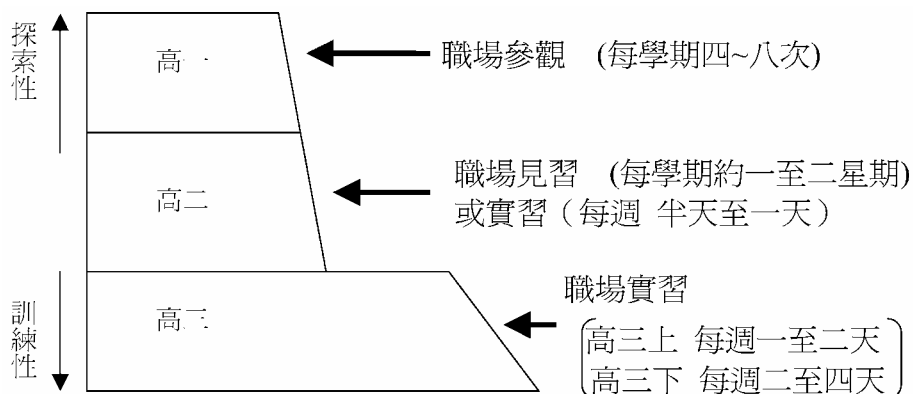 探索性
高一
職場參觀 (每學期四~八次)
高二
職場見習 (每學期約一至二星期)
或實習(每週 半天至一天)
訓練性
高三
職場實習
高三上 每週一至二天
高三下 每週二至四天